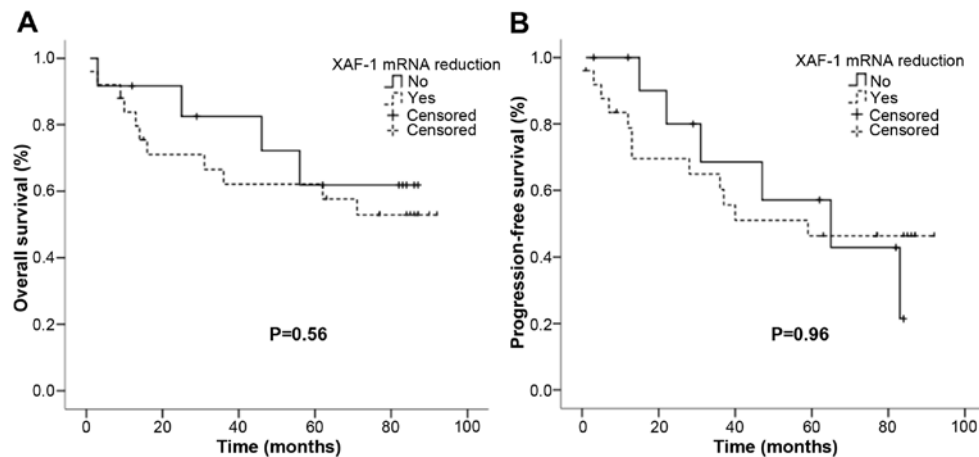 A
XAF-1 mRNA reduction
No
Yes
Censored
Censored
Overall survival (%)
1.0
0.8
0.6
0.4
0.2
0.0
P=0.56
0 20 40 60 80 100
Time (months)
B
XAF-1 mRNA reduction
No
Yes
Censored
Censored
Progression-free survival (%)
1.0
0.8
0.6
0.4
0.2
0.0
P=0.96
0 20 40 60 80 100
Time (months)